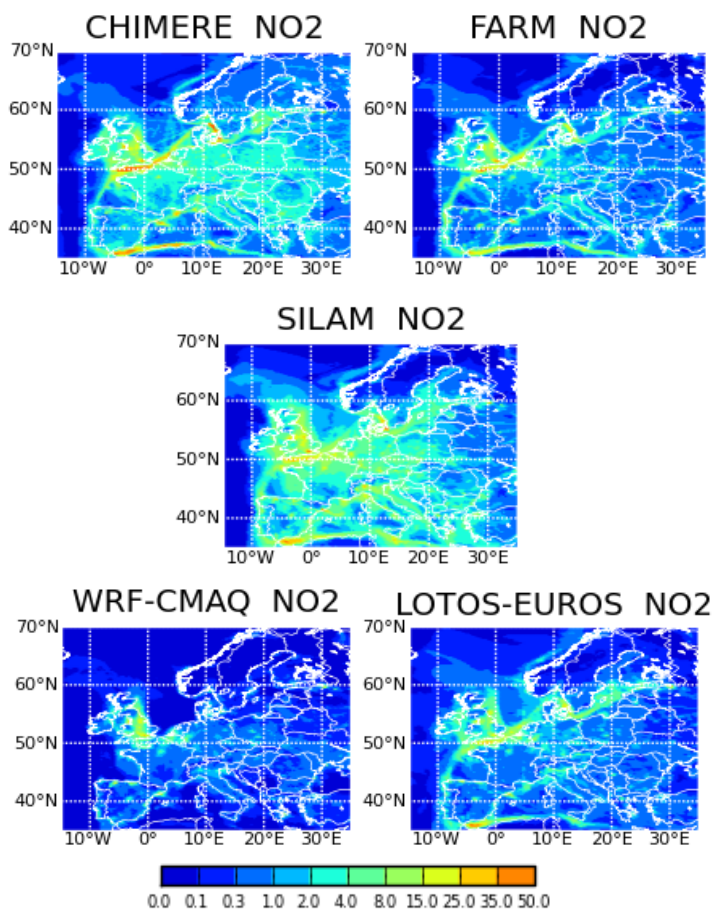 CHIMERE NO2 FARM NO2
70°N 70°N
60°N 60°N
50°N 50°N
40°N 40°N
10°W 0° 10°E 20°E 30°E 10°W 0° 10°E 20°E 30°E
SILAM NO2
70°N
60°N
50°N
40°N
10°W 0° 10°E 20°E 30°E
WRF-CMAQ NO2 LOTOS-EUROS NO2
70°N 70°N
60°N 60°N
50°N 50°N
40°N 40°N
10°W 0° 10°E 20°E 30°E 10°W 0° 10°E 20°E 30°E
0.0 0.1 0.3 1.0 2.0 4.0 8.0 15.0 25.0 35.0 50.0